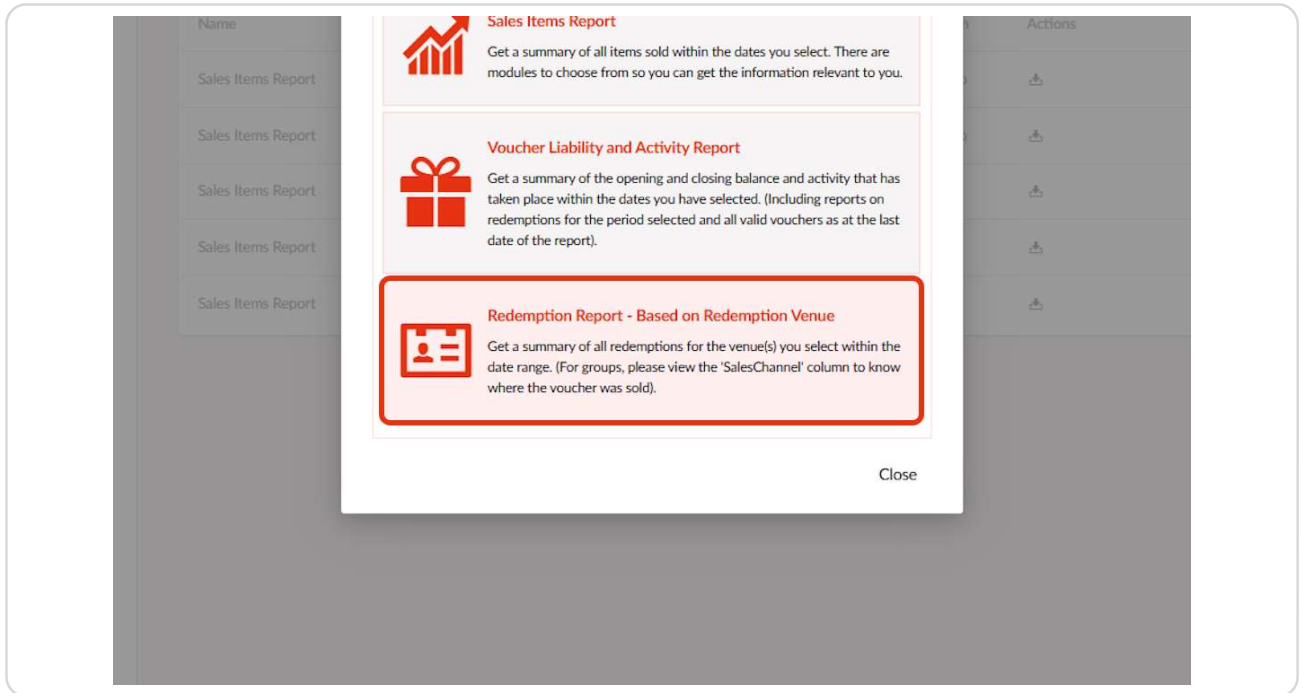 Name
Actions
Sales Items Report
Sales Items Report
Sales Items Report
Sales Items Report
Sales Items Report
Sales Items Report
Get a summary of all items sold within the dates you select. There are
modules to choose from so you can get the information relevant to you.
Voucher Liability and Activity Report
Get a summary of the opening and closing balance and activity that has
taken place within the dates you have selected. (Including reports on
redemptions for the period selected and all valid vouchers as at the last
date of the report).
Redemption Report - Based on Redemption Venue
Get a summary of all redemptions for the venue(s) you select within the
date range. (For groups, please view the 'SalesChannel' column to know
where the voucher was sold).
Close